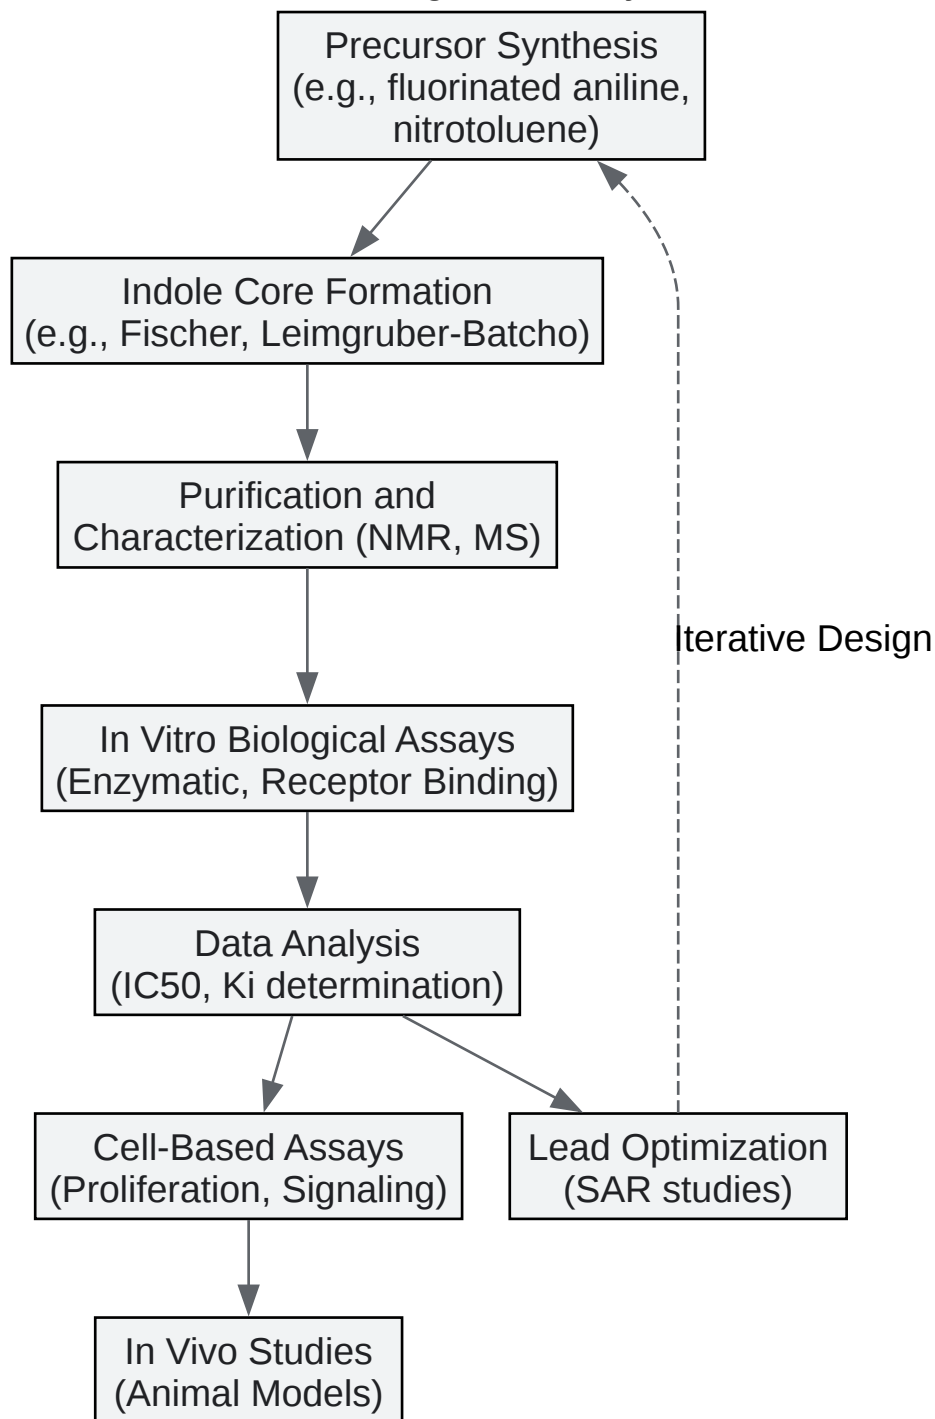 Precursor Synthesis
(e.g., fluorinated aniline,
nitrotoluene)
Indole Core Formation
(e.g., Fischer, Leimgruber-Batcho)
Purification and
Characterization (NMR, MS)
Iterative Design
In Vitro Biological Assays
(Enzymatic, Receptor Binding)
Data Analysis
(IC50, Ki determination)
Cell-Based Assays
(Proliferation, Signaling)
Lead Optimization
(SAR studies)
In Vivo Studies
(Animal Models)